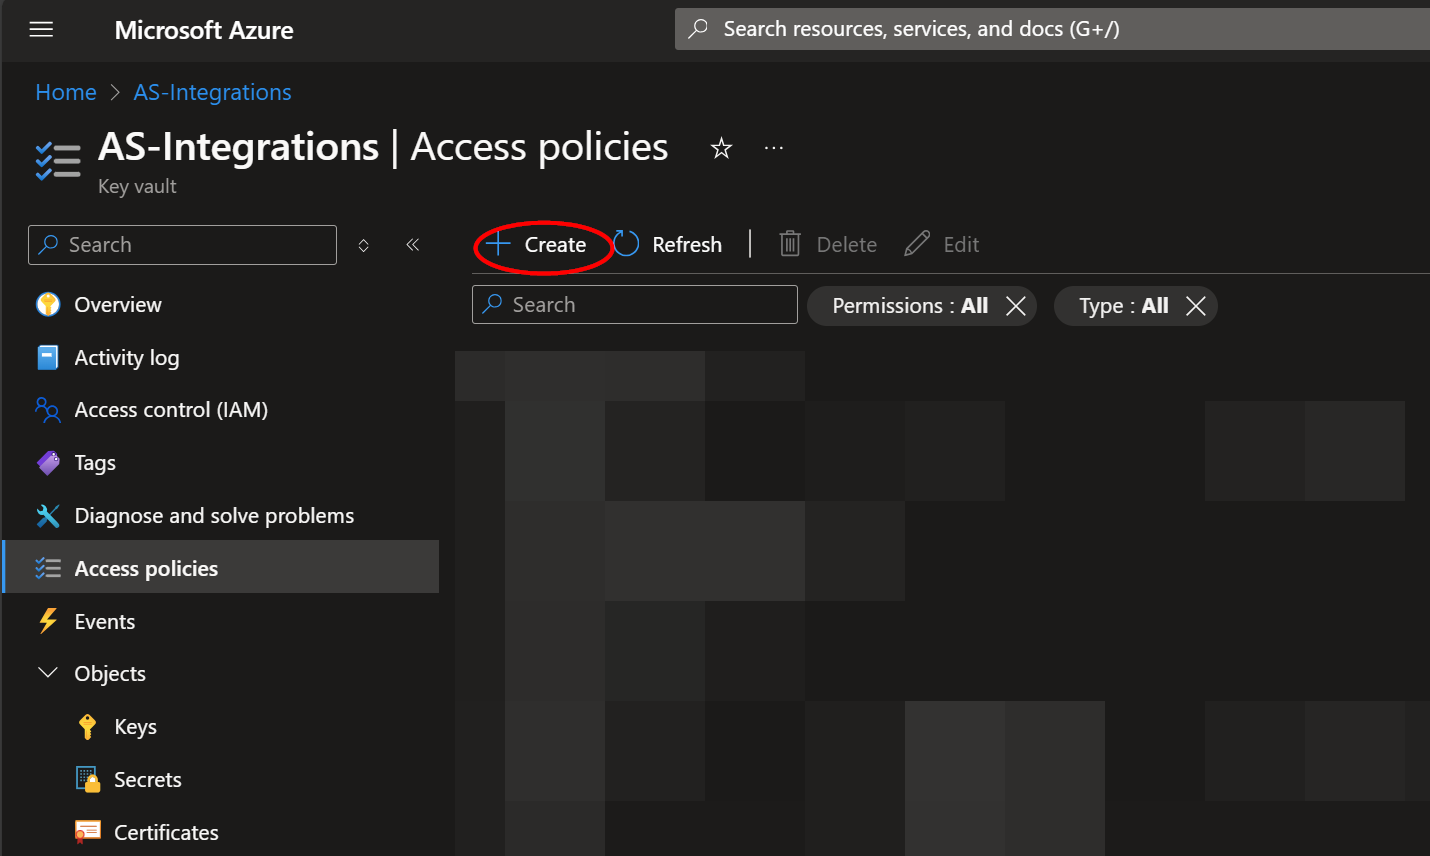 Microsoft Azure
Search resources, services, and docs (G+/)
Home > AS-Integrations
AS-Integrations | Access policies
Key vault
Search
Create Refresh Delete Edit
Search
Permissions : All
Type : All
Overview
Activity log
Access control (IAM)
Tags
Diagnose and solve problems
Access policies
Events
Objects
Keys
Secrets
Certificates